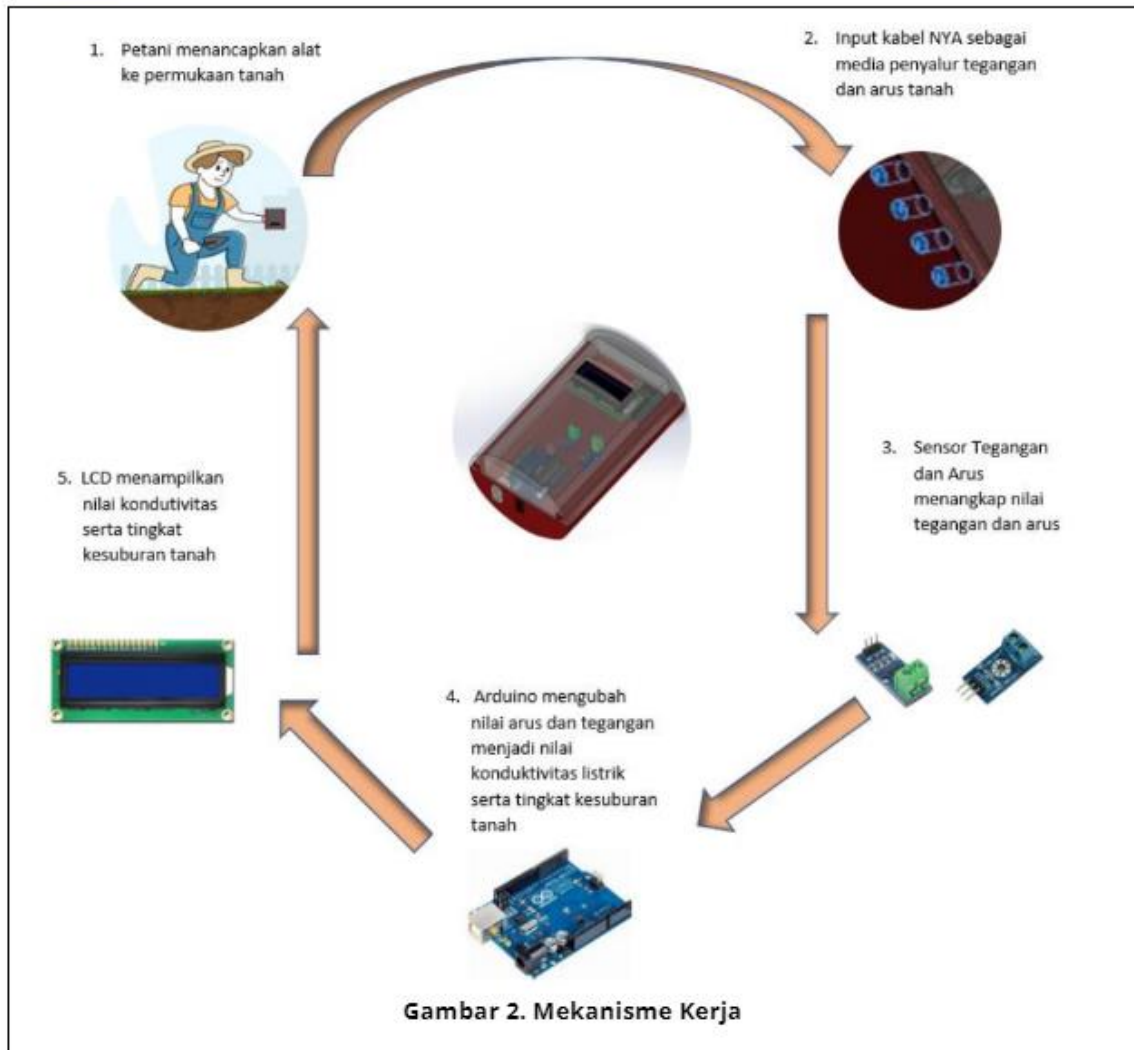 1. Petani menancapkan alat
ke permukaan tanah
2. Input kabel NYA sebagai
media penyalur tegangan
dan arus tanah
3. Sensor Tegangan
dan Arus
menangkap nilai
tegangan dan arus
4. Arduino mengubah
nilai arus dan tegangan
menjadi nilai
konduktivitas listrik
serta tingkat kesuburan
tanah
5. LCD menampilkan
nilai kondutivitas
serta tingkat
kesuburan tanah
Gambar 2. Mekanisme Kerja